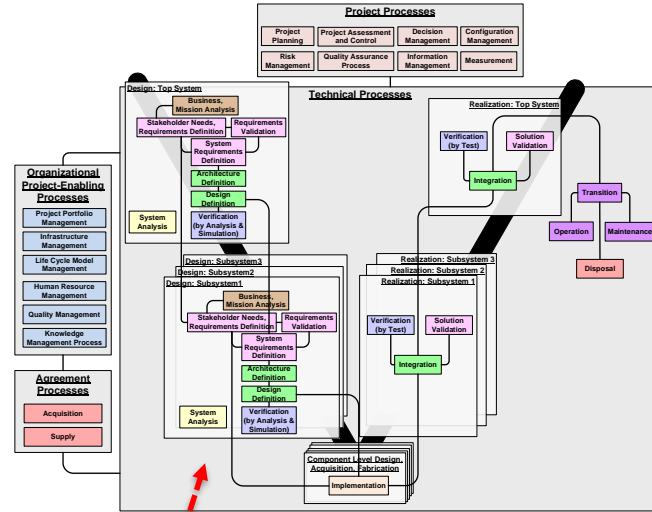 Project Processes
Project
Planning
Project Assessment
and Control
Decision
Management
Configuration
Management
Risk
Management
Quality Assurance
Process
Information
Management
Measurement
Technical Processes
Design: Top System
Business,
Mission Analysis
Stakeholder Needs,
Requirements Definition
Requirements
Validation
System
Requirements
Definition
Architecture
Definition
Design
Definition
System
Analysis
Verification
(by Analysis &
Simulation)
Realization: Top System
Verification
(by Test)
Solution
Validation
Integration
Transition
Operation
Maintenance
Disposal
Organizational
Project-Enabling
Processes
Project Portfolio
Management
Infrastructure
Management
Life Cycle Model
Management
Human Resource
Management
Quality Management
Knowledge
Management Process
Agreement
Processes
Acquisition
Supply
Design: Subsystem3
Design: Subsystem2
Design: Subsystem1
Business,
Mission Analysis
Stakeholder Needs,
Requirements Definition
Requirements
Validation
System
Requirements
Definition
Architecture
Definition
Design
Definition
System
Analysis
Verification
(by Analysis &
Simulation)
Realization: Subsystem 3
Realization: Subsystem 2
Realization: Subsystem 1
Verification
(by Test)
Solution
Validation
Integration
Component Level Design,
Acquisition, Fabrication
Implementation